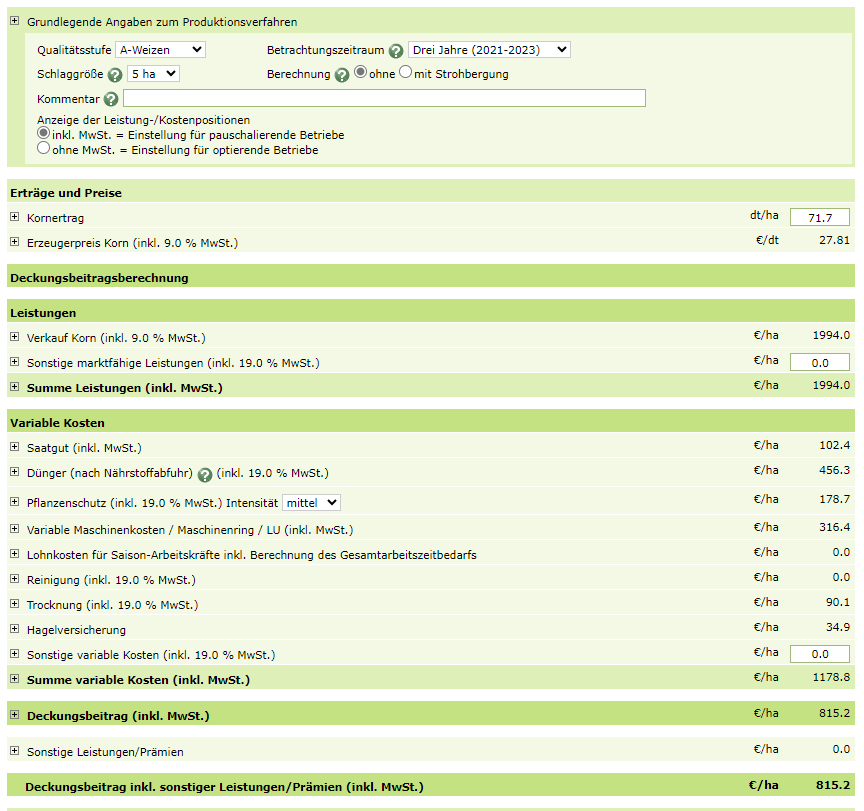 Grundlegende Angaben zum Produktionsverfahren
Qualitätsstufe A-Weizen Betrachtungszeitraum ? Drei Jahre (2021-2023)
Schlaggröße ? 5 ha Berechnung ? ohne mit Strohbergung
Kommentar ?
Anzeige der Leistung-/Kostenpositionen
inkl. MwSt. = Einstellung für pauschalierende Betriebe
ohne MwSt. = Einstellung für optierende Betriebe
Erträge und Preise
Kornertrag dt/ha 71.7
Erzeugerpreis Korn (inkl. 9.0 % MwSt.) €/dt 27.81
Deckungsbeitragsberechnung
Leistungen
Verkauf Korn (inkl. 9.0 % MwSt.) €/ha 1994.0
Sonstige marktfähige Leistungen (inkl. 19.0 % MwSt.) €/ha 0.0
Summe Leistungen (inkl. MwSt.) €/ha 1994.0
Variable Kosten
Saatgut (inkl. MwSt.) €/ha 102.4
Dünger (nach Nährstoffabfuhr) ? (inkl. 19.0 % MwSt.) €/ha 456.3
Pflanzenschutz (inkl. 19.0 % MwSt.) Intensität mittel €/ha 178.7
Variable Maschinenkosten / Maschinenring / LU (inkl. MwSt.) €/ha 316.4
Lohnkosten für Saison-Arbeitskräfte inkl. Berechnung des Gesamtarbeitszeitbedarfs €/ha 0.0
Reinigung (inkl. 19.0 % MwSt.) €/ha 0.0
Trocknung (inkl. 19.0 % MwSt.) €/ha 90.1
Hagelversicherung €/ha 34.9
Sonstige variable Kosten (inkl. 19.0 % MwSt.) €/ha 0.0
Summe variable Kosten (inkl. MwSt.) €/ha 1178.8
Deckungsbeitrag (inkl. MwSt.) €/ha 815.2
Sonstige Leistungen/Prämien €/ha 0.0
Deckungsbeitrag inkl. sonstiger Leistungen/Prämien (inkl. MwSt.) €/ha 815.2